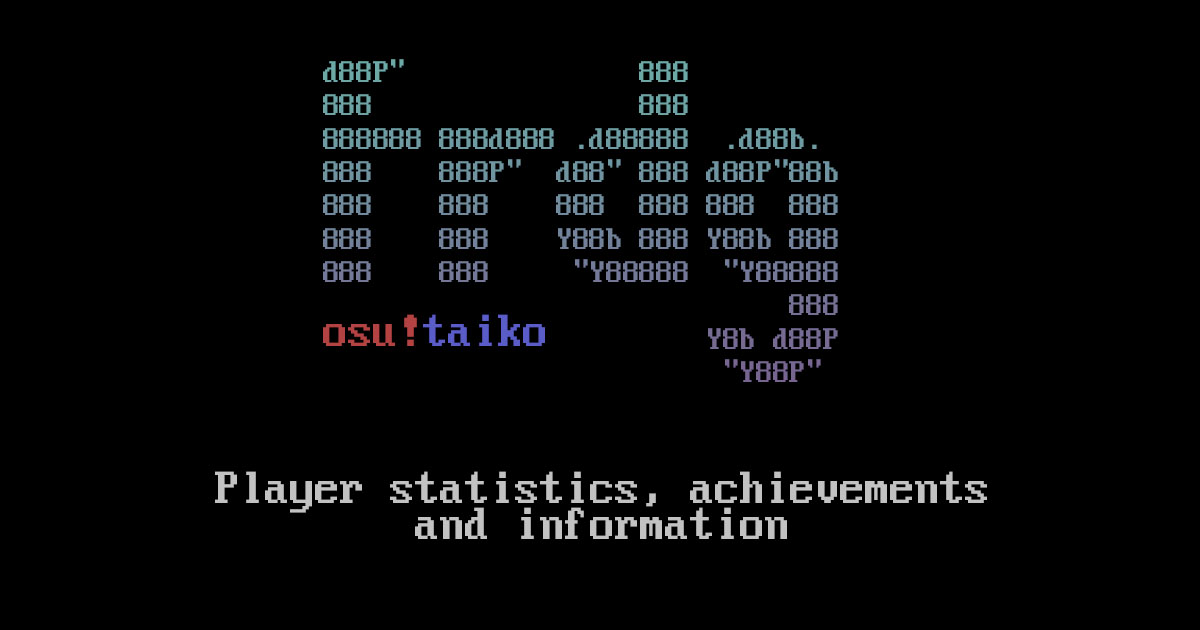 d88P"                 888
888                   888
888888 888d888 .d88888  .d88b.
888    888P"  d88" 888 d88P"88b
888    888    888  888 888  888
888    888    Y88b 888 Y88b 888
888    888     "Y88888  "Y88888
                            888
osu!taiko              Y8b d88P
                        "Y88P"
Player statistics, achievements
and information